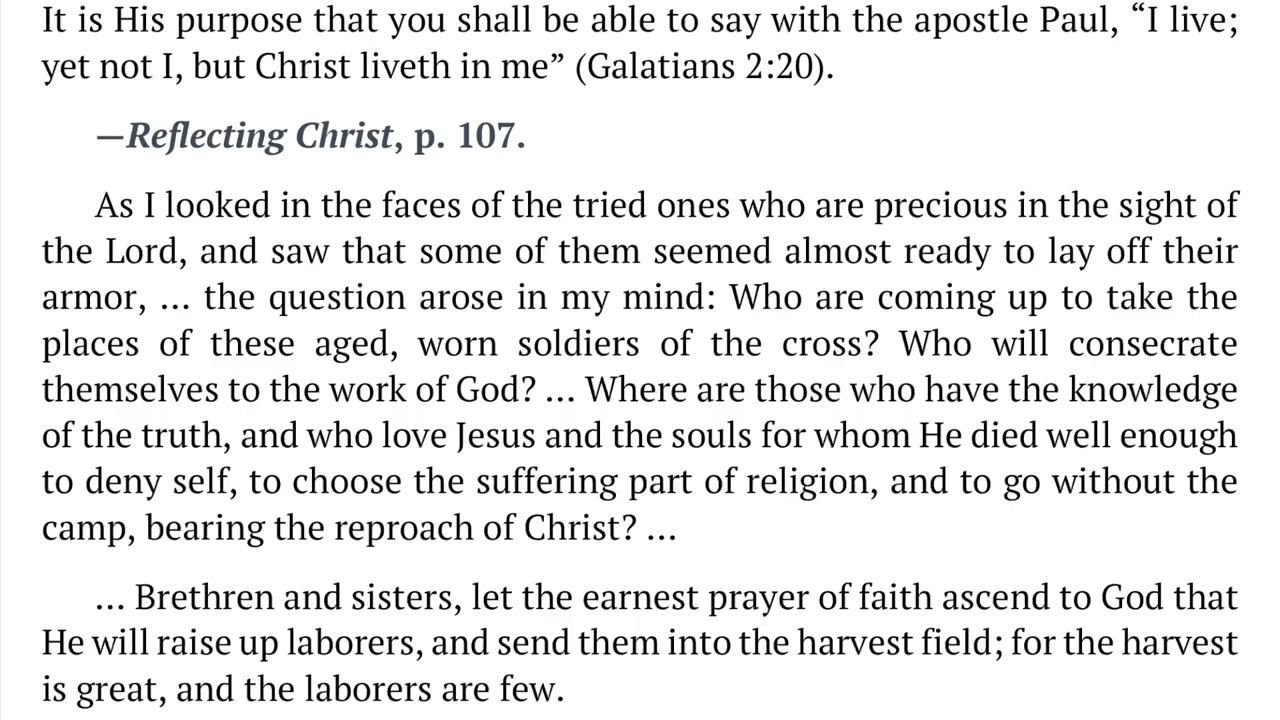 It is His purpose that you shall be able to say with the apostle Paul, “I live;
yet not I, but Christ liveth in me” (Galatians 2:20).
—Reflecting Christ, p. 107.
As I looked in the faces of the tried ones who are precious in the sight of
the Lord, and saw that some of them seemed almost ready to lay off their
armor, ... the question arose in my mind: Who are coming up to take the
places of these aged, worn soldiers of the cross? Who will consecrate
themselves to the work of God? ... Where are those who have the knowledge
of the truth, and who love Jesus and the souls for whom He died well enough
to deny self, to choose the suffering part of religion, and to go without the
camp, bearing the reproach of Christ? ...
... Brethren and sisters, let the earnest prayer of faith ascend to God that
He will raise up laborers, and send them into the harvest field; for the harvest
is great, and the laborers are few.